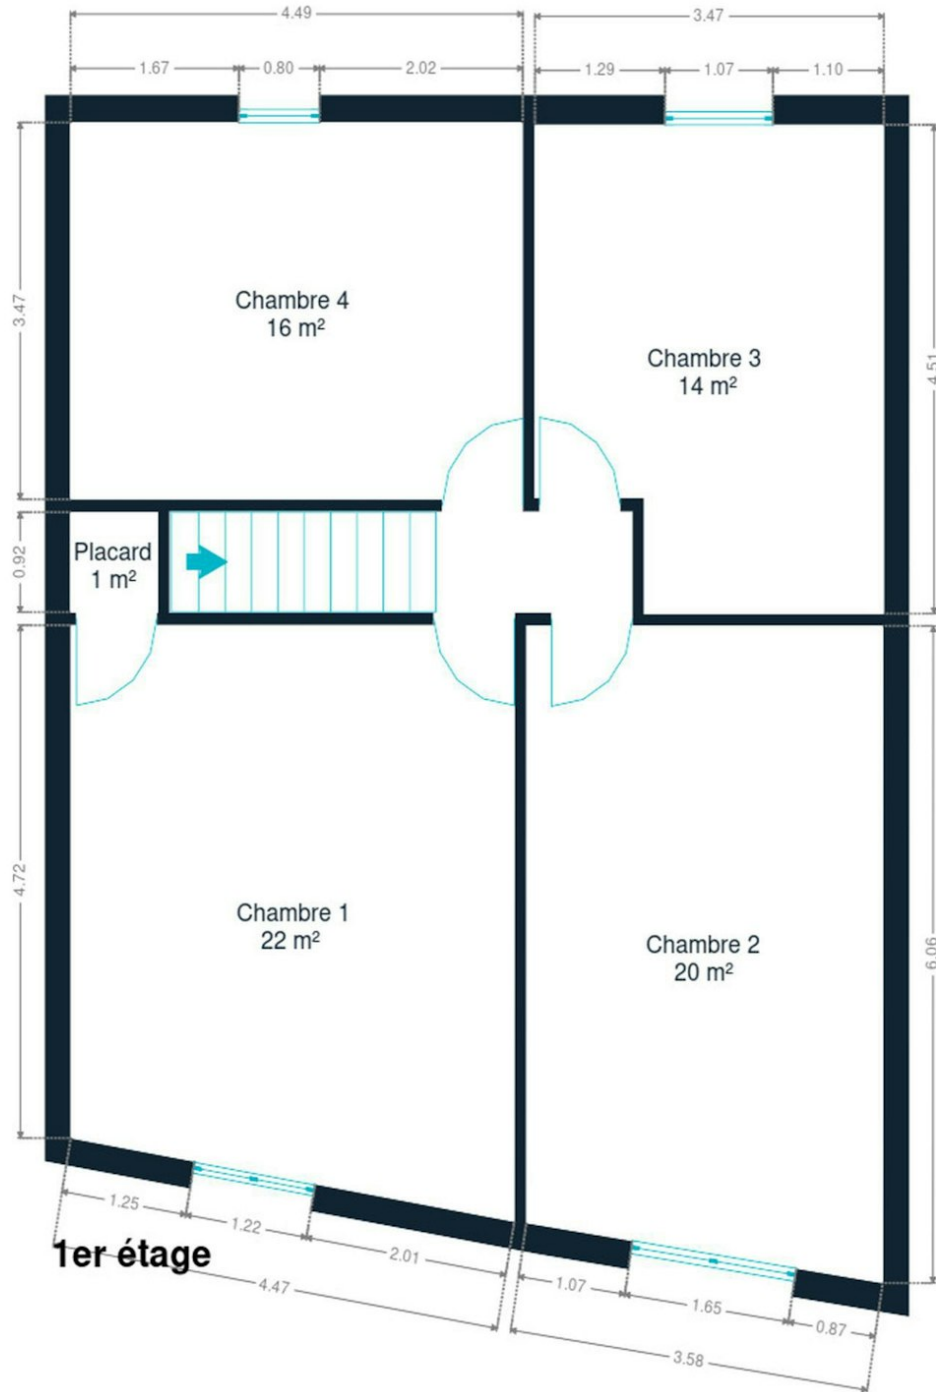 4.49
3.47
1.67
0.80
2.02
1.29
1.07
1.10
3.47
Chambre 4
16 m²
Chambre 3
14 m²
4.51
0.92
Placard
1 m²
4.72
Chambre 1
22 m²
Chambre 2
20 m²
6.06
1.25
1.22
2.01
4.47
1er étage
1.07
1.65
0.87
3.58